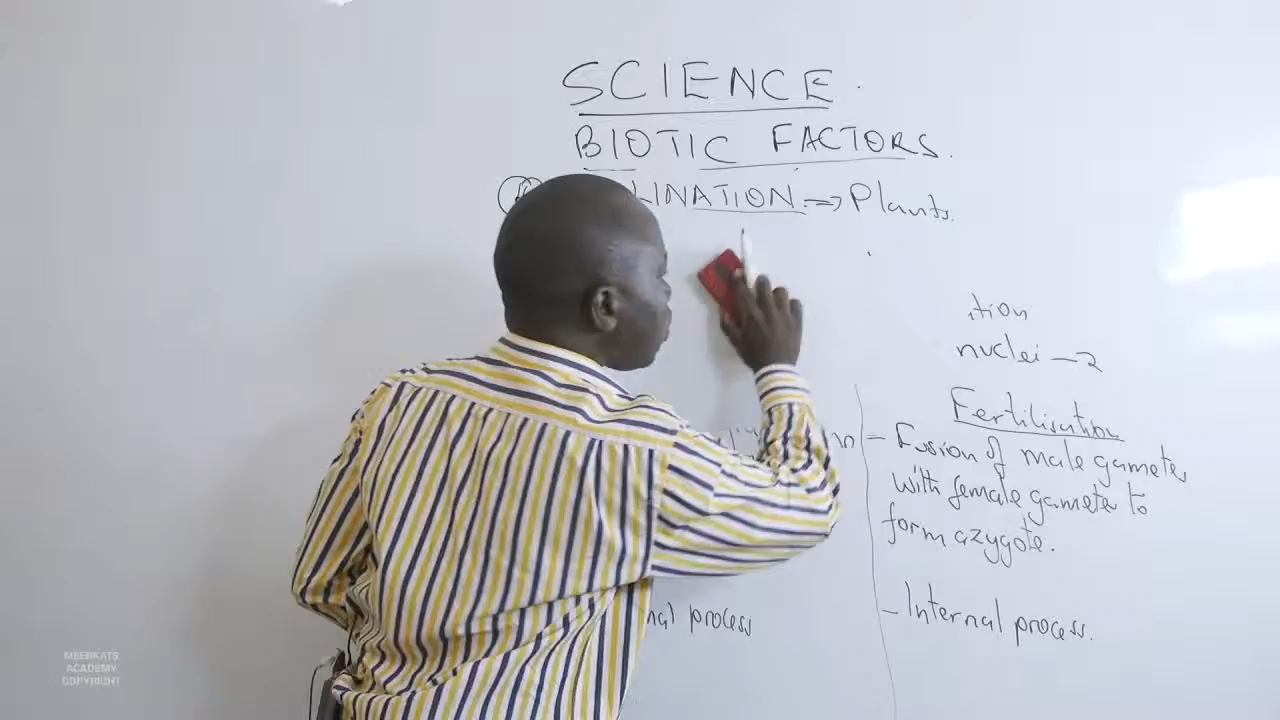 SCIENCE.
BIOTIC FACTORS.
LINATION. => Plants.
ition
nuclei - 2
Fertilisation
- Fusion of male gametes
with female gamete to
form a zygote.
nal process
- Internal process.
MEERKATS
ACADEMY
COPYRIGHT